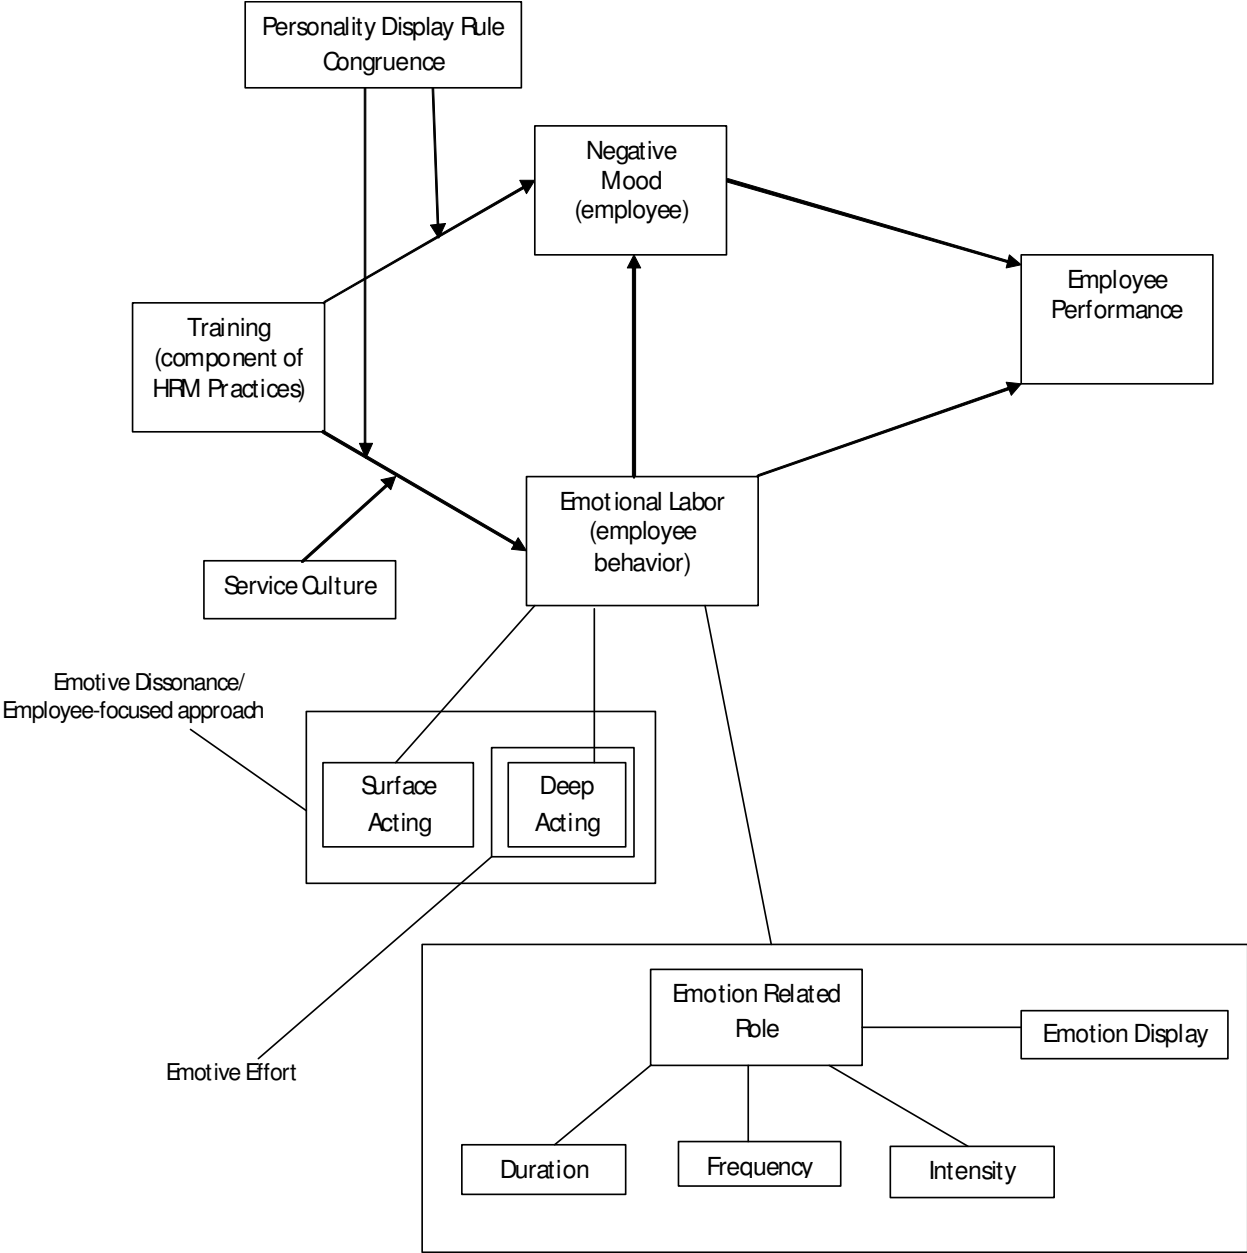 Personality Display Rule
Congruence
Negative
Mood
(employee)
Employee
Performance
Training
(component of
HRM Practices)
Emotional Labor
(employee
behavior)
Service Culture
Emotive Dissonance/
Employee-focused approach
Surface
Acting
Deep
Acting
Emotion Related
Role
Emotion Display
Emotive Effort
Duration
Frequency
Intensity